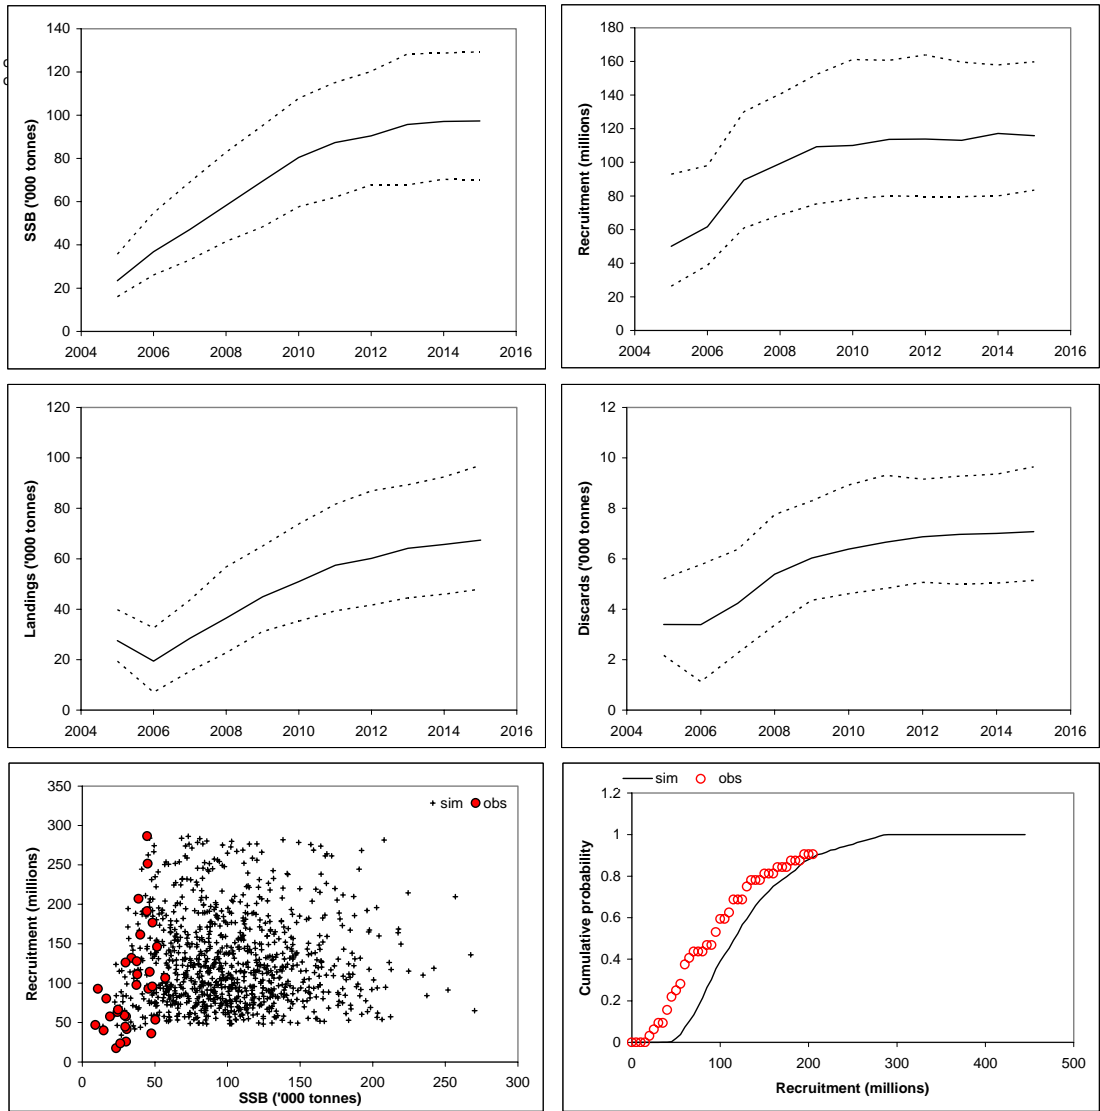 140
120
100
80
60
40
20
0
2004 2006 2008 2010 2012 2014 2016
SSB ('000 tonnes)
180
160
140
120
100
80
60
40
20
0
2004 2006 2008 2010 2012 2014 2016
Recruitment (millions)
120
100
80
60
40
20
0
2004 2006 2008 2010 2012 2014 2016
Landings ('000 tonnes)
12
10
8
6
4
2
0
2004 2006 2008 2010 2012 2014 2016
Discards ('000 tonnes)
350
300
250
200
150
100
50
0
0 50 100 150 200 250 300
sim obs
Recruitment (millions)
SSB ('000 tonnes)
sim obs
1.2
1
0.8
0.6
0.4
0.2
0
0 100 200 300 400 500
Cumulative probability
Recruitment (millions)